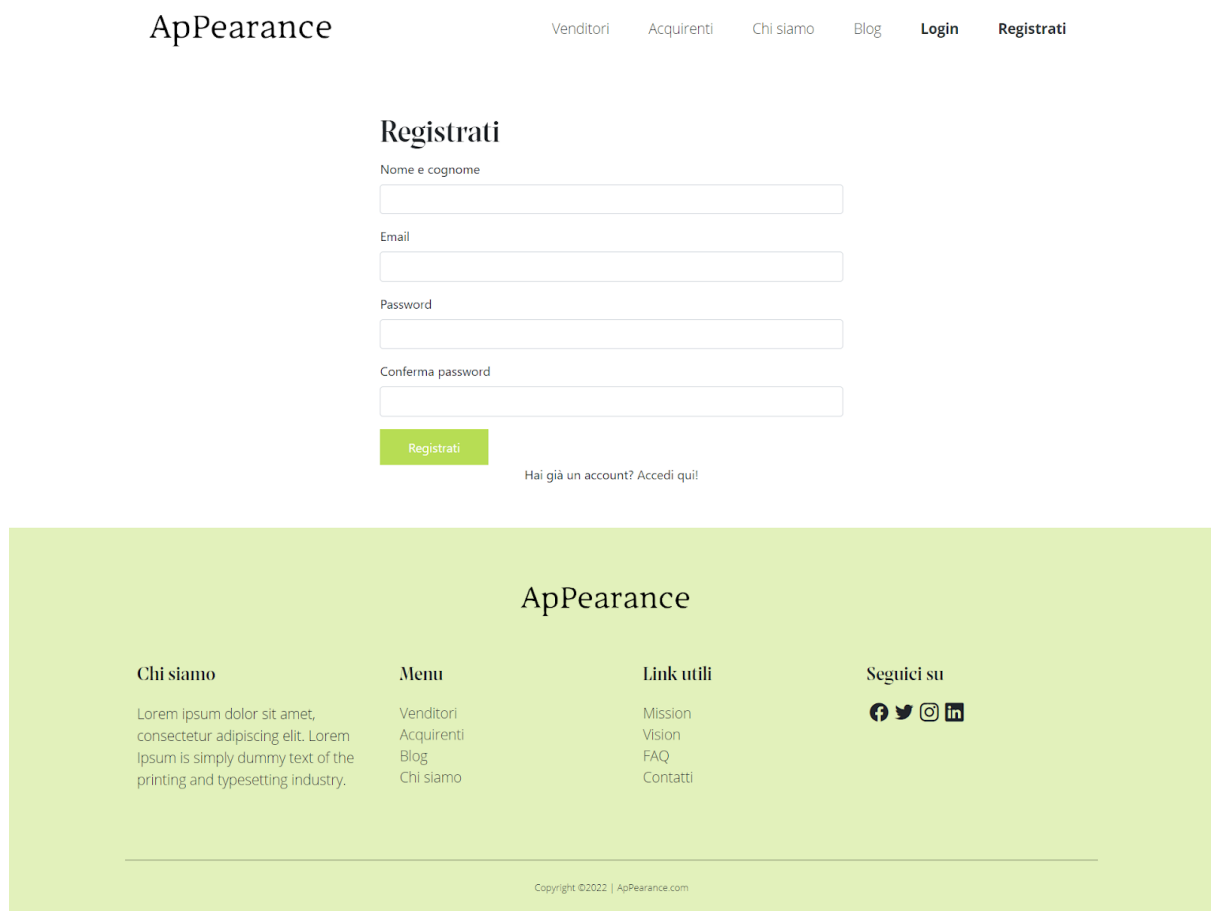 ApPearance
Venditori Acquirenti Chi siamo Blog Login Registrati
Registrati
Nome e cognome
Email
Password
Conferma password
Registrati
Hai già un account? Accedi qui!
ApPearance
Chi siamo
Lorem ipsum dolor sit amet,
consectetur adipiscing elit. Lorem
Ipsum is simply dummy text of the
printing and typesetting industry.
Menu
Venditori
Acquirenti
Blog
Chi siamo
Link utili
Mission
Vision
FAQ
Contatti
Seguici su
Copyright ©2022 | ApPearance.com